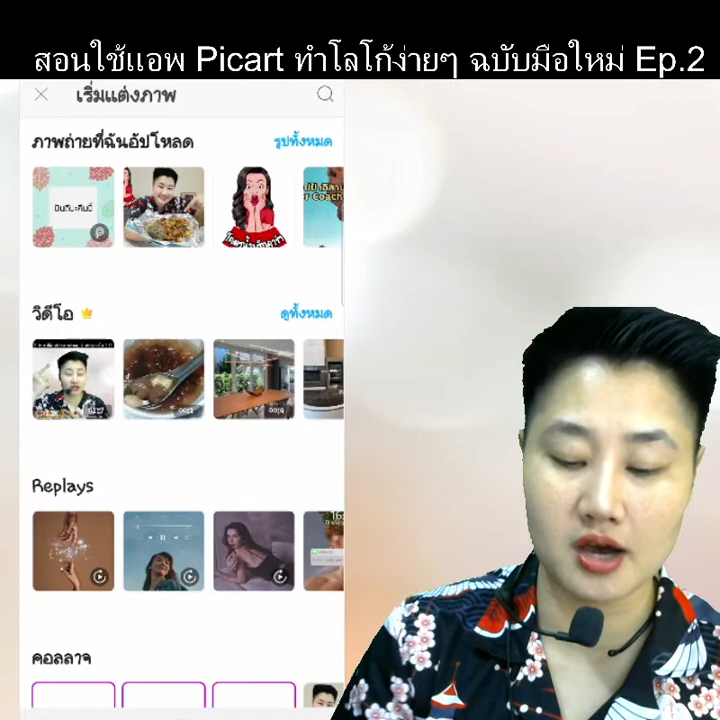 สอนใช้แอพ Picart ทำโลโก้ง่ายๆ ฉบับมือใหม่ Ep.2
เริ่มแต่งภาพ
ภาพถ่ายที่ฉันอัปโหลด รูปทั้งหมด
วิดีโอ ดูทั้งหมด
Replays
คอลลาจ